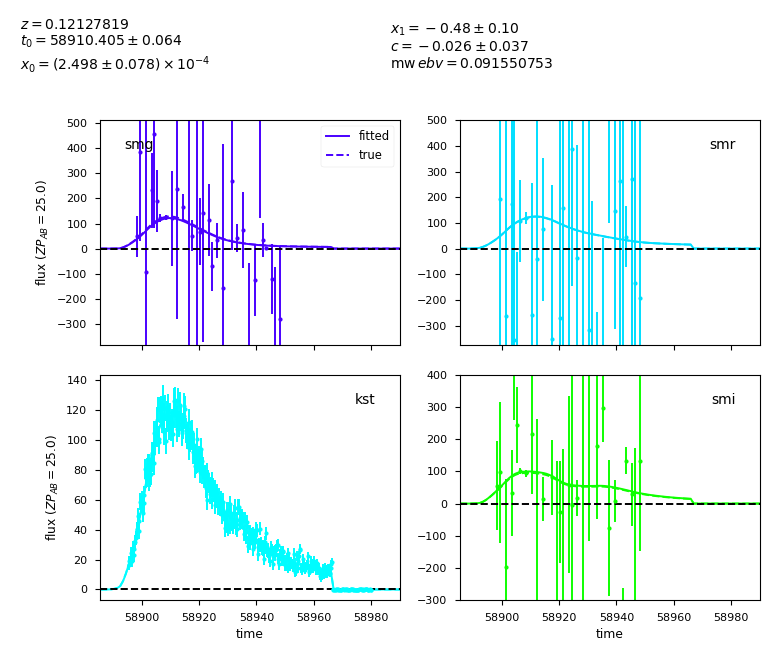 z = 0.12127819
t₀ = 58910.405 ± 0.064
x₀ = (2.498 ± 0.078) × 10⁻⁴
x₁ = −0.48 ± 0.10
c = −0.026 ± 0.037
mw ebv = 0.091550753
500
400
300
200
100
0
−100
−200
−300
flux (ZP_AB = 25.0)
smg
fitted
true
500
400
300
200
100
0
−100
−200
−300
smr
140
120
100
80
60
40
20
0
flux (ZP_AB = 25.0)
kst
58900 58920 58940 58960 58980
time
400
300
200
100
0
−100
−200
−300
smi
58900 58920 58940 58960 58980
time